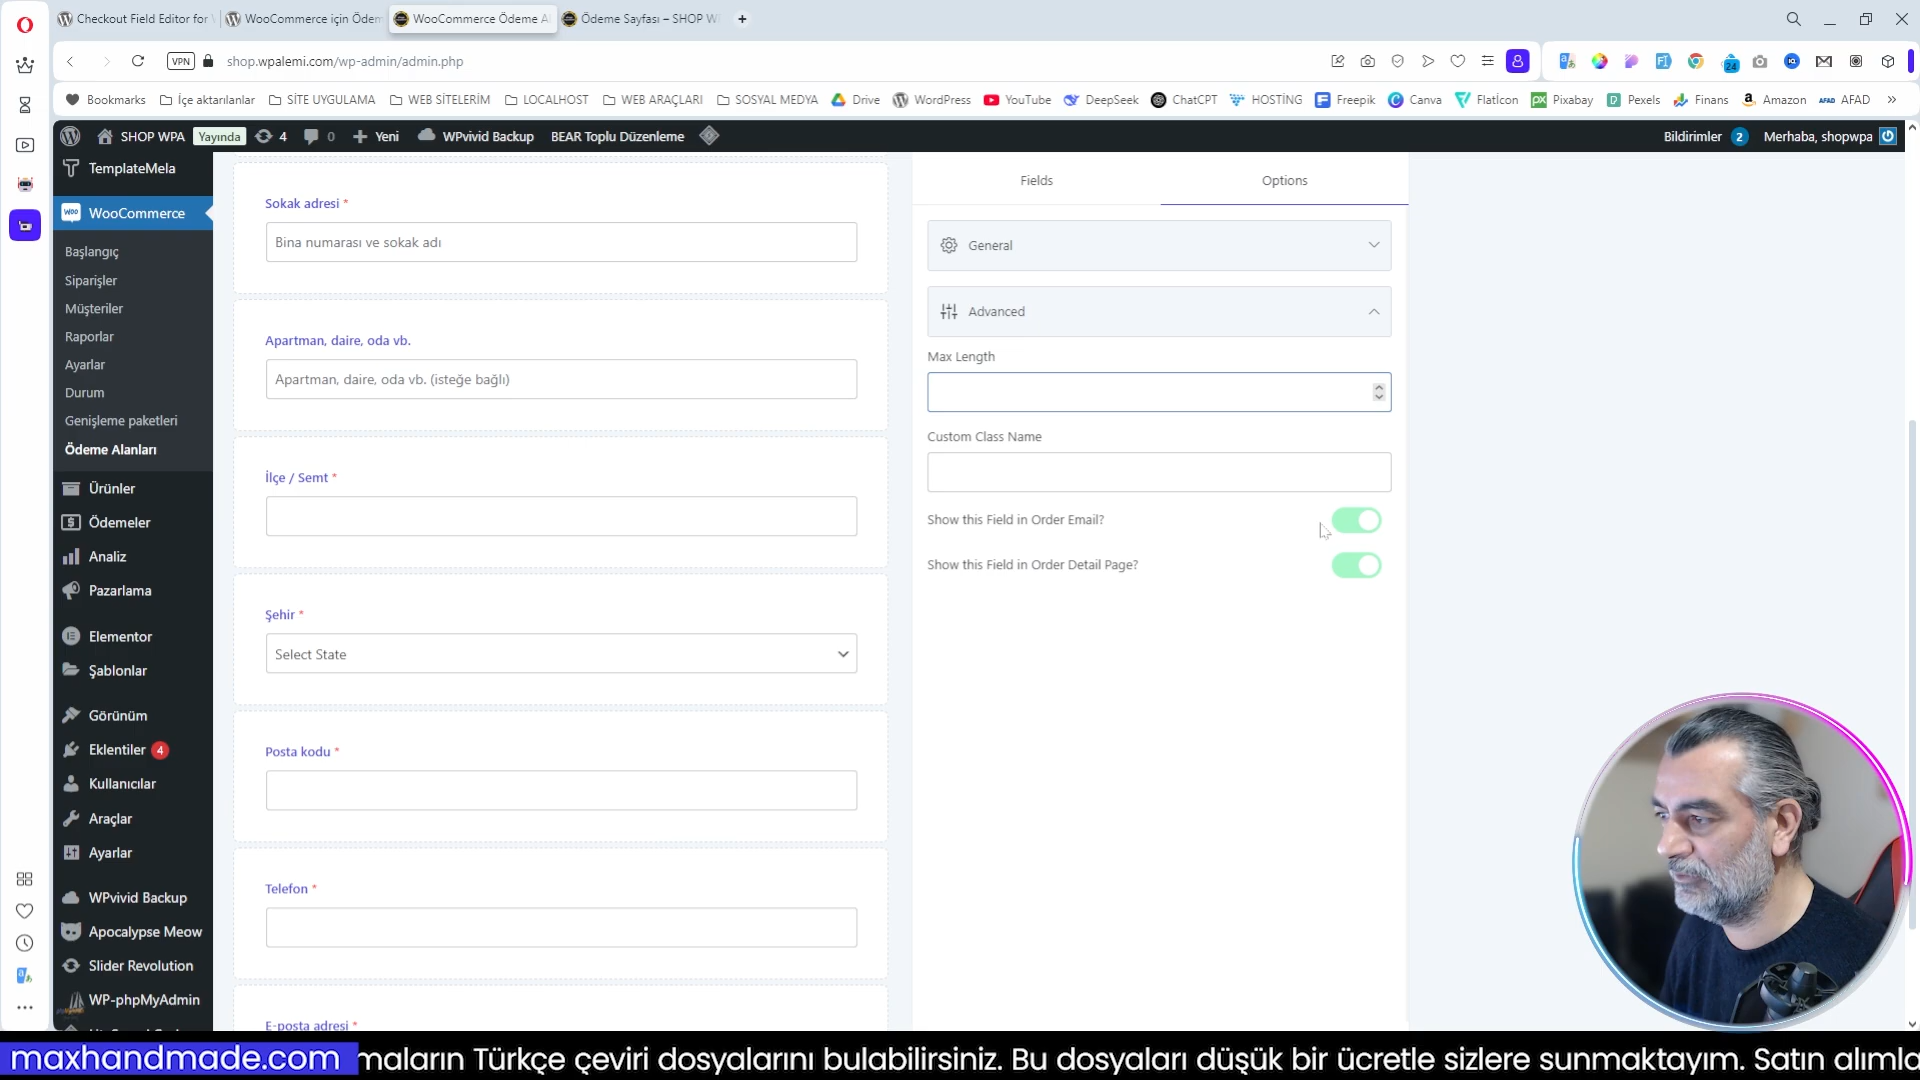 Checkout Field Editor for
WooCommerce için Ödem
WooCommerce Ödeme A
Ödeme Sayfası – SHOP W
VPN
shop.wpalemi.com/wp-admin/admin.php
24
Bookmarks
İçe aktarılanlar
SİTE UYGULAMA
WEB SİTELERİM
LOCALHOST
WEB ARAÇLARI
SOSYAL MEDYA
Drive
WordPress
YouTube
DeepSeek
ChatCPT
HOSTİNG
Freepik
Canva
FlatIcon
Pixabay
Pexels
Finans
Amazon
AFAD
SHOP WPA
Yayında
4
0
Yeni
WPvivid Backup
BEAR Toplu Düzenleme
Bildirimler 2
Merhaba, shopwpa
TemplateMela
WooCommerce
Başlangıç
Siparişler
Müşteriler
Raporlar
Ayarlar
Durum
Genişleme paketleri
Ödeme Alanları
Ürünler
Ödemeler
Analiz
Pazarlama
Elementor
Şablonlar
Görünüm
Eklentiler 4
Kullanıcılar
Araçlar
Ayarlar
WPvivid Backup
Apocalypse Meow
Slider Revolution
WP-phpMyAdmin
Sokak adresi *
Bina numarası ve sokak adı
Apartman, daire, oda vb.
Apartman, daire, oda vb. (isteğe bağlı)
İlçe / Semt *
Şehir *
Select State
Posta kodu *
Telefon *
E-posta adresi *
Fields
Options
General
Advanced
Max Length
Custom Class Name
Show this Field in Order Email?
Show this Field in Order Detail Page?
maxhandmade.com
maların Türkçe çeviri dosyalarını bulabilirsiniz. Bu dosyaları düşük bir ücretle sizlere sunmaktayım. Satın alımla